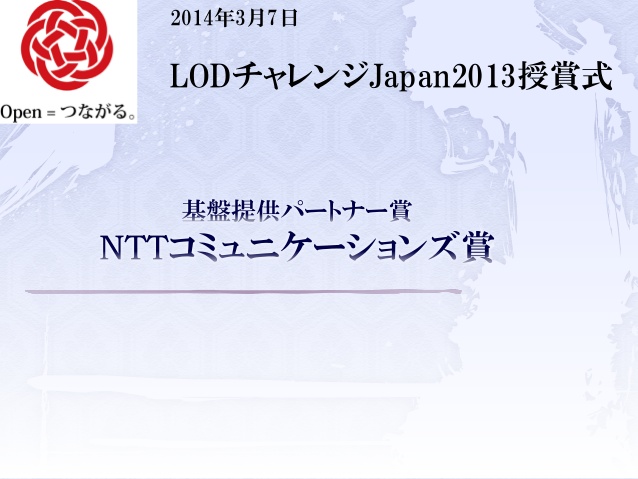 2014年3月7日
LODチャレンジJapan2013授賞式
Open = つながる。
基盤提供パートナー賞
NTTコミュニケーションズ賞